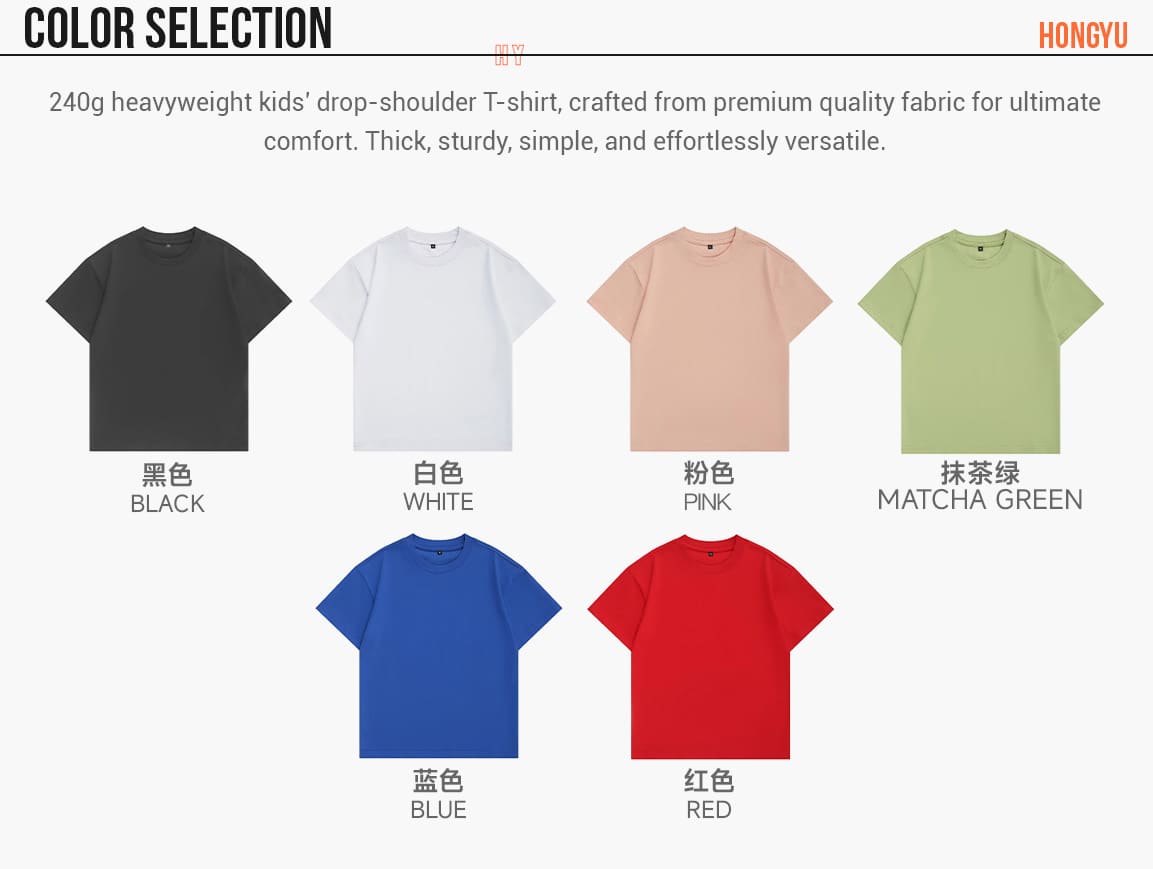 COLOR SELECTION
HONGYU
HY
240g heavyweight kids' drop-shoulder T-shirt, crafted from premium quality fabric for ultimate
comfort. Thick, sturdy, simple, and effortlessly versatile.
黑色
BLACK
白色
WHITE
粉色
PINK
抹茶绿
MATCHA GREEN
蓝色
BLUE
红色
RED